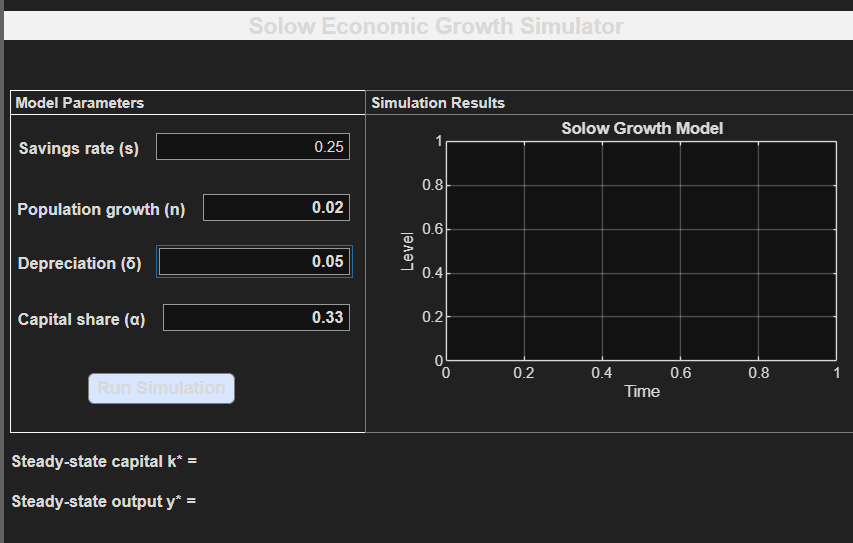 Solow Economic Growth Simulator
Model Parameters
Savings rate (s)
0.25
Population growth (n)
0.02
Depreciation (δ)
0.05
Capital share (α)
0.33
Run Simulation
Simulation Results
Solow Growth Model
Level
1
0.8
0.6
0.4
0.2
0
0 0.2 0.4 0.6 0.8 1
Time
Steady-state capital k* =
Steady-state output y* =